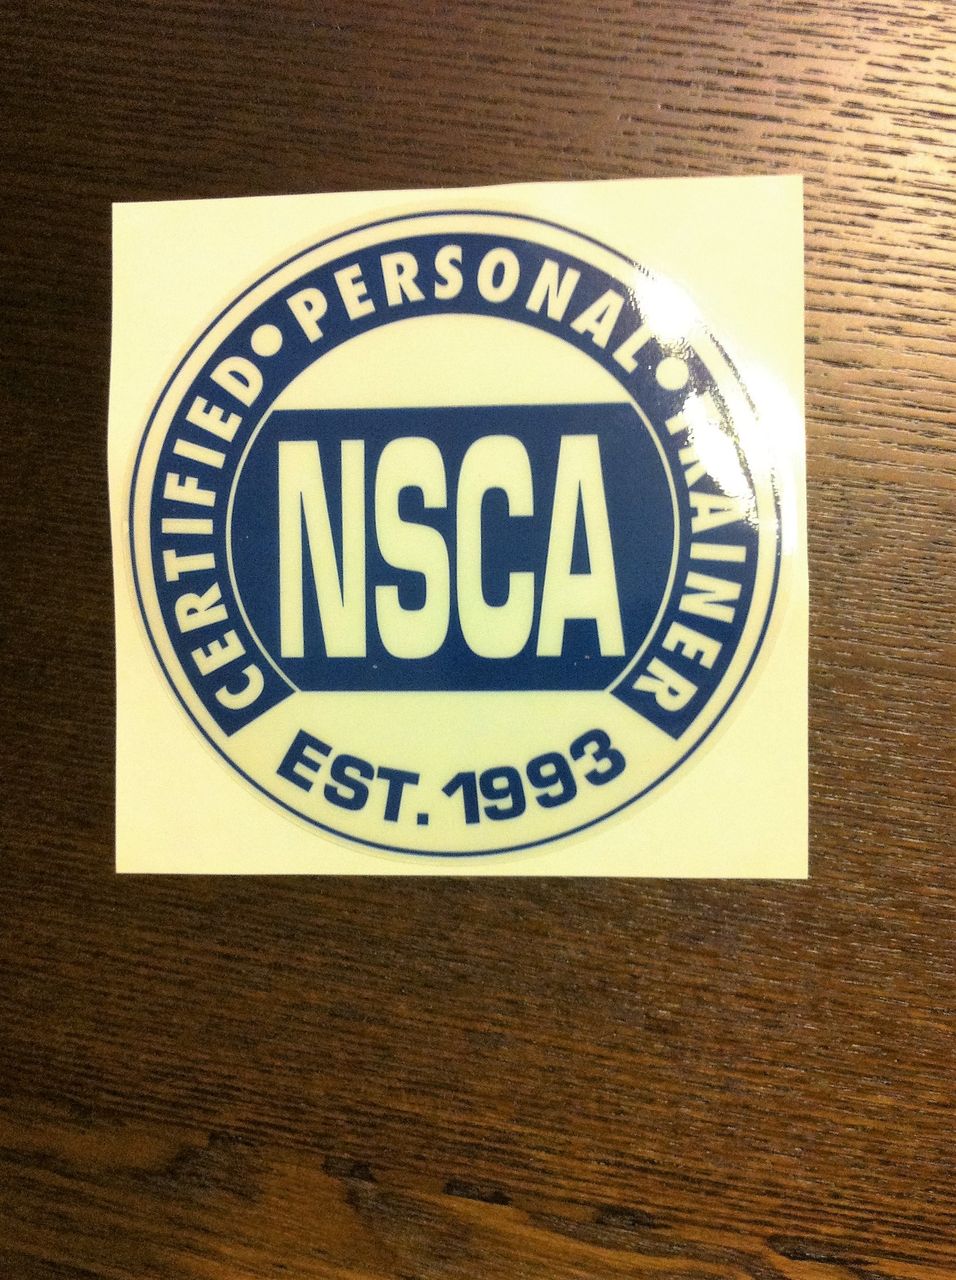 CERTIFIED • PERSONAL • TRAINER
NSCA
EST. 1993